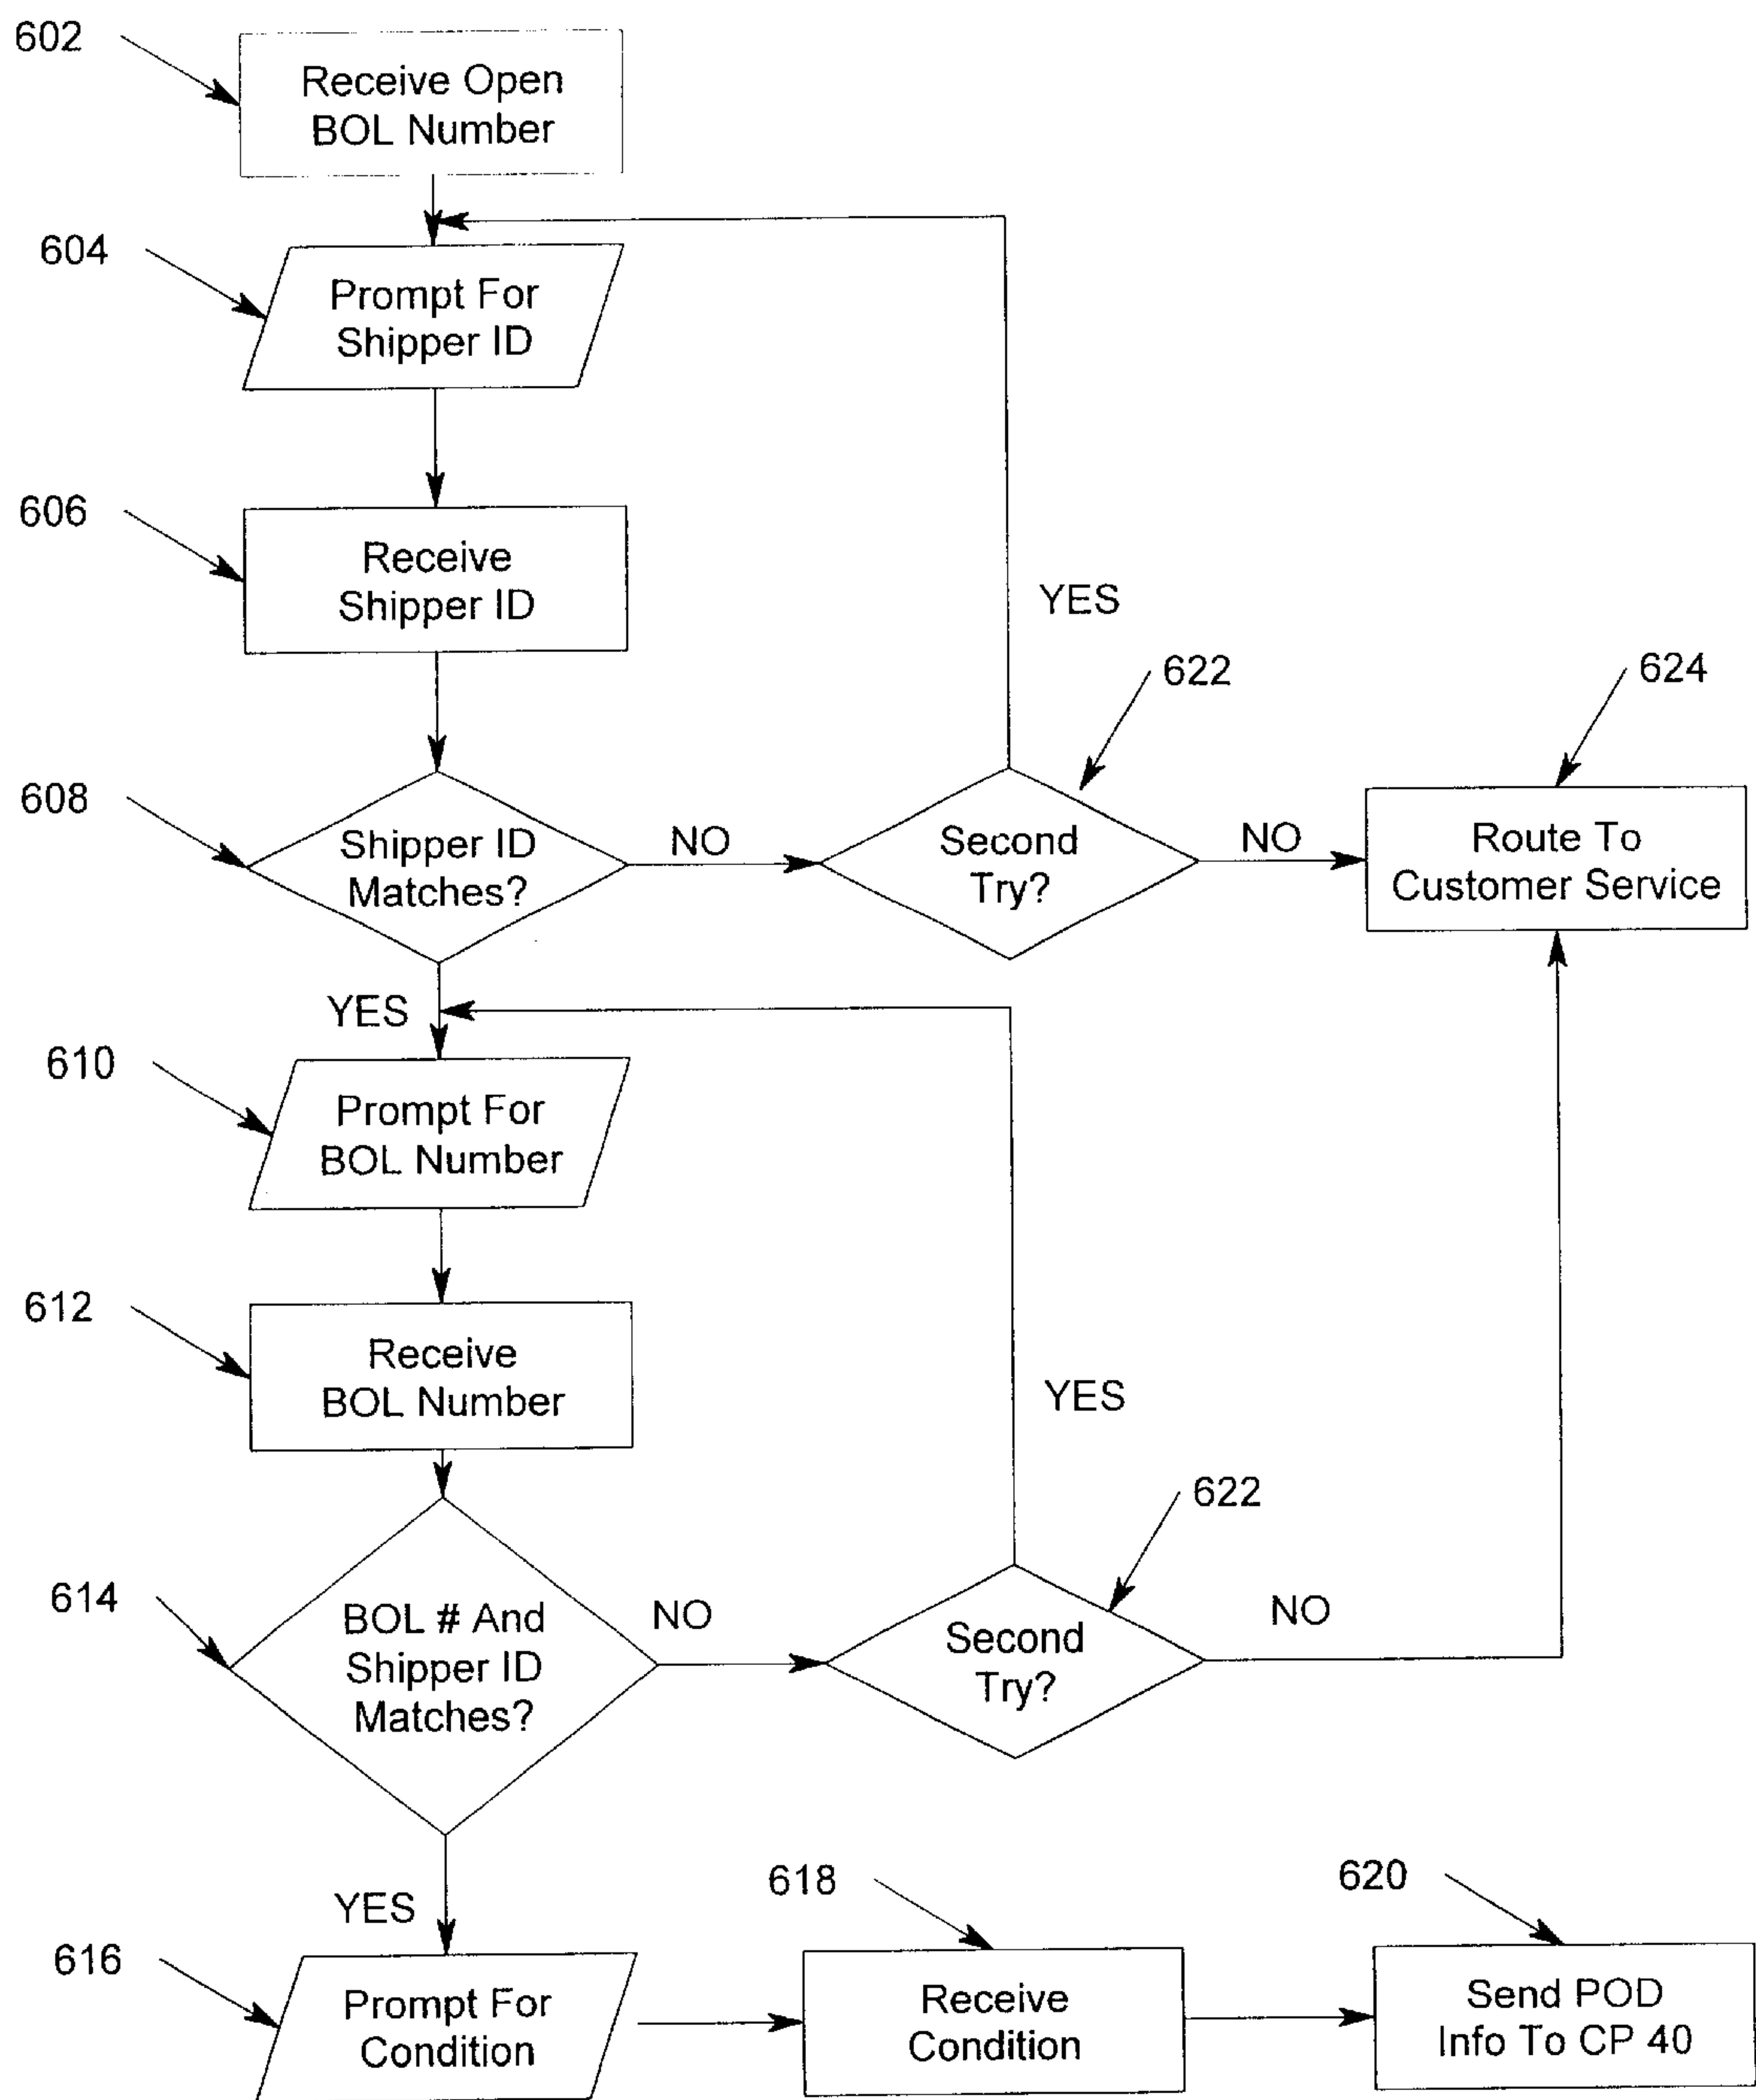 602
Receive Open
BOL Number
604
Prompt For
Shipper ID
606
Receive
Shipper ID
YES
622
624
608
Shipper ID
Matches?
NO
Second
Try?
NO
Route To
Customer Service
YES
610
Prompt For
BOL Number
612
Receive
BOL Number
YES
622
614
BOL # And
Shipper ID
Matches?
NO
Second
Try?
NO
YES
618
620
616
Prompt For
Condition
Receive
Condition
Send POD
Info To CP 40